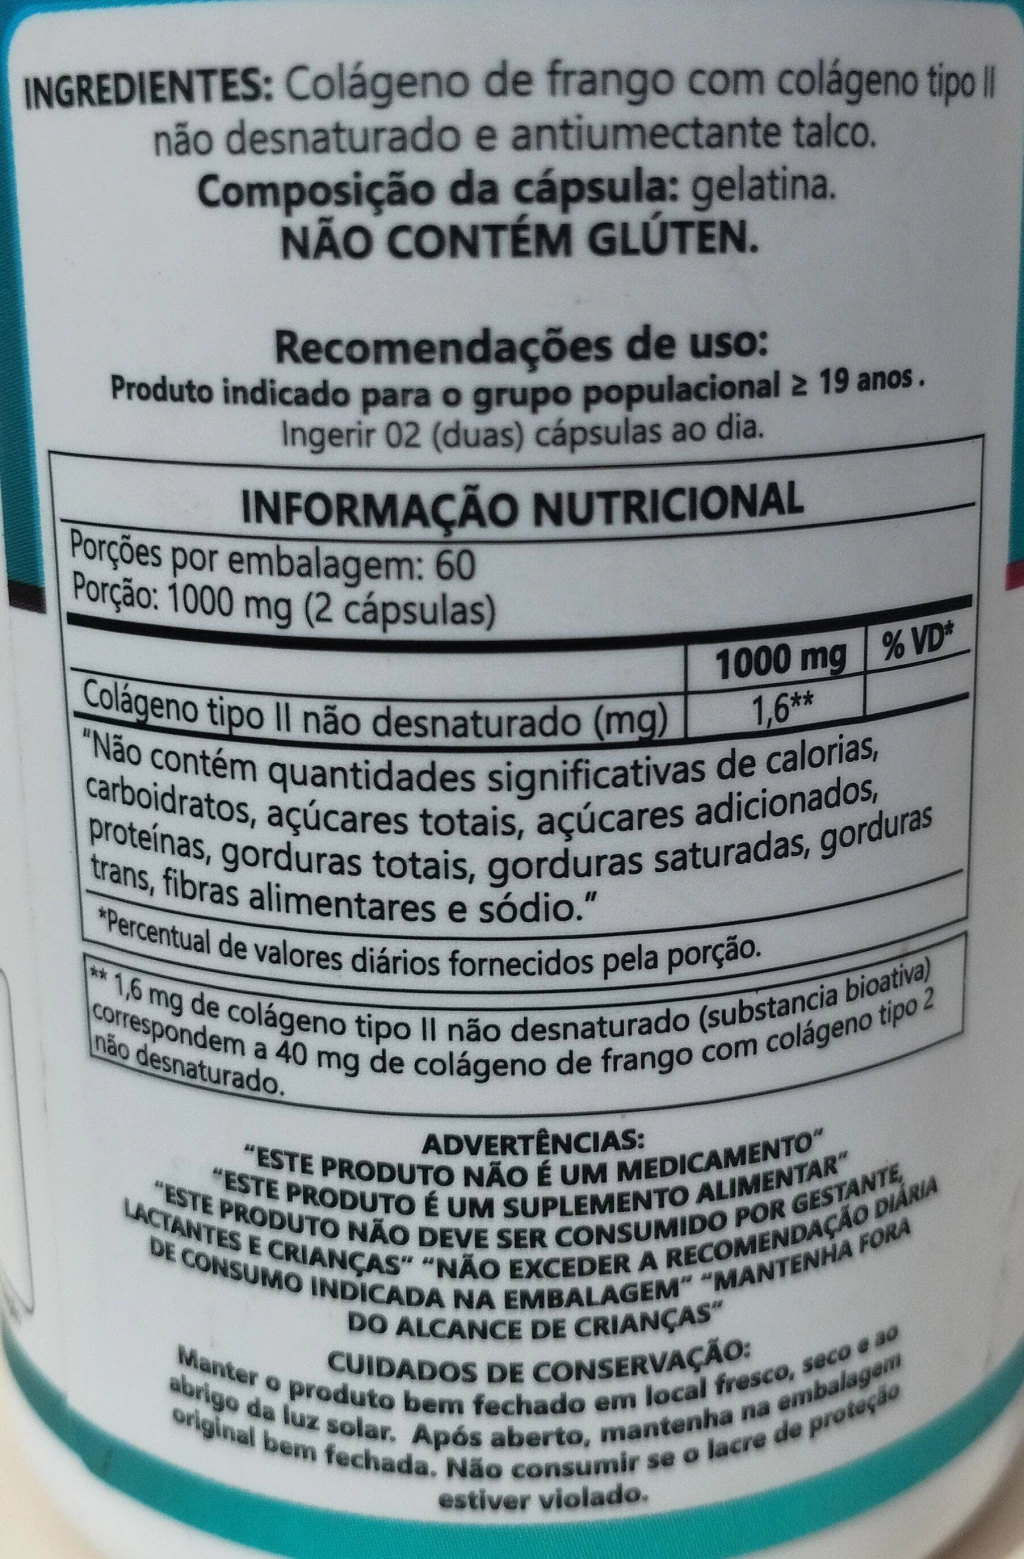 INGREDIENTES: Colágeno de frango com colágeno tipo II
não desnaturado e antiumectante talco.
Composição da cápsula: gelatina.
NÃO CONTÉM GLÚTEN.
Recomendações de uso:
Produto indicado para o grupo populacional ≥ 19 anos.
Ingerir 02 (duas) cápsulas ao dia.
INFORMAÇÃO NUTRICIONAL
Porções por embalagem: 60
Porção: 1000 mg (2 cápsulas)
1000 mg % VD*
Colágeno tipo II não desnaturado (mg) 1,6**
"Não contém quantidades significativas de calorias,
carboidratos, açúcares totais, açúcares adicionados,
proteínas, gorduras totais, gorduras saturadas, gorduras
trans, fibras alimentares e sódio."
*Percentual de valores diários fornecidos pela porção.
** 1,6 mg de colágeno tipo II não desnaturado (substancia bioativa)
correspondem a 40 mg de colágeno de frango com colágeno tipo 2
não desnaturado.
ADVERTÊNCIAS:
"ESTE PRODUTO NÃO É UM MEDICAMENTO"
"ESTE PRODUTO É UM SUPLEMENTO ALIMENTAR"
"ESTE PRODUTO NÃO DEVE SER CONSUMIDO POR GESTANTE,
LACTANTES E CRIANÇAS" "NÃO EXCEDER A RECOMENDAÇÃO DIÁRIA
DE CONSUMO INDICADA NA EMBALAGEM" "MANTENHA FORA
DO ALCANCE DE CRIANÇAS"
CUIDADOS DE CONSERVAÇÃO:
Manter o produto bem fechado em local fresco, seco e ao
abrigo da luz solar. Após aberto, mantenha na embalagem
original bem fechada. Não consumir se o lacre de proteção
estiver violado.